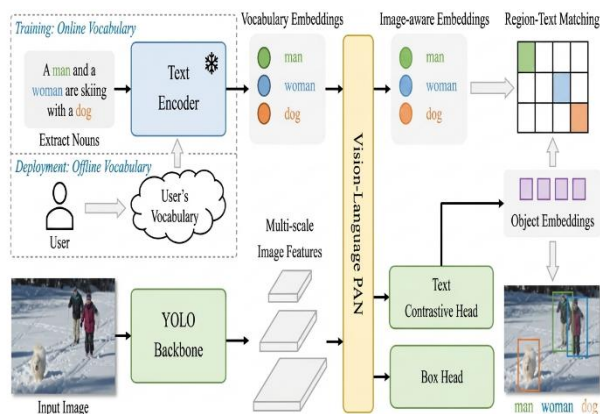 Training: Online Vocabulary
A man and a
woman are skiing
with a dog
Extract Nouns
Text
Encoder
Vocabulary Embeddings
man
woman
dog
Image-aware Embeddings
man
woman
dog
Region-Text Matching
Deployment: Offline Vocabulary
User
User's
Vocabulary
Multi-scale
Image Features
Vision-Language PAN
Object Embeddings
Input Image
YOLO
Backbone
Text
Contrastive Head
Box Head
man woman dog